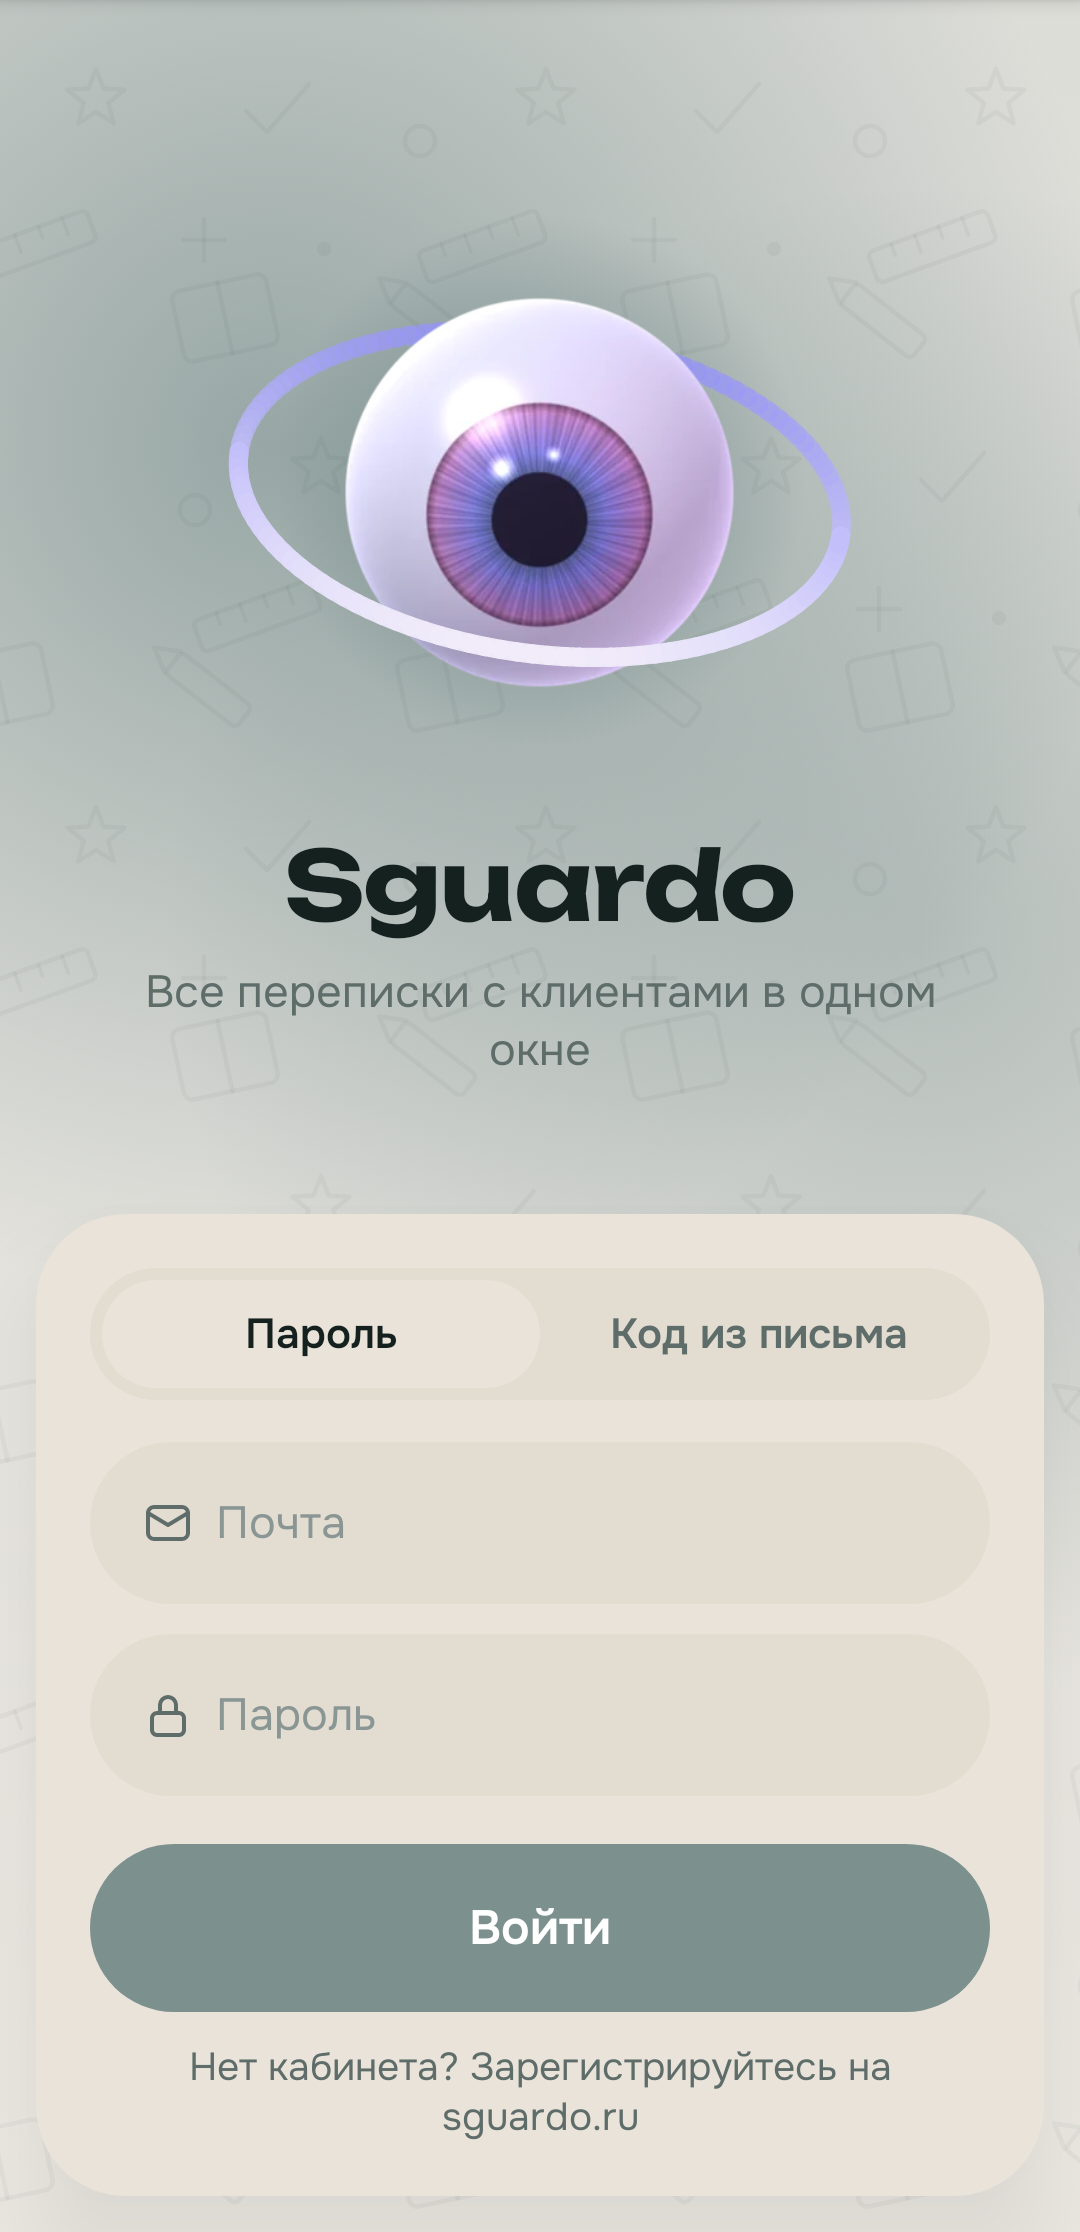 Sguardo
Все переписки с клиентами в одном
окне
Пароль
Код из письма
Почта
Пароль
Войти
Нет кабинета? Зарегистрируйтесь на
sguardo.ru